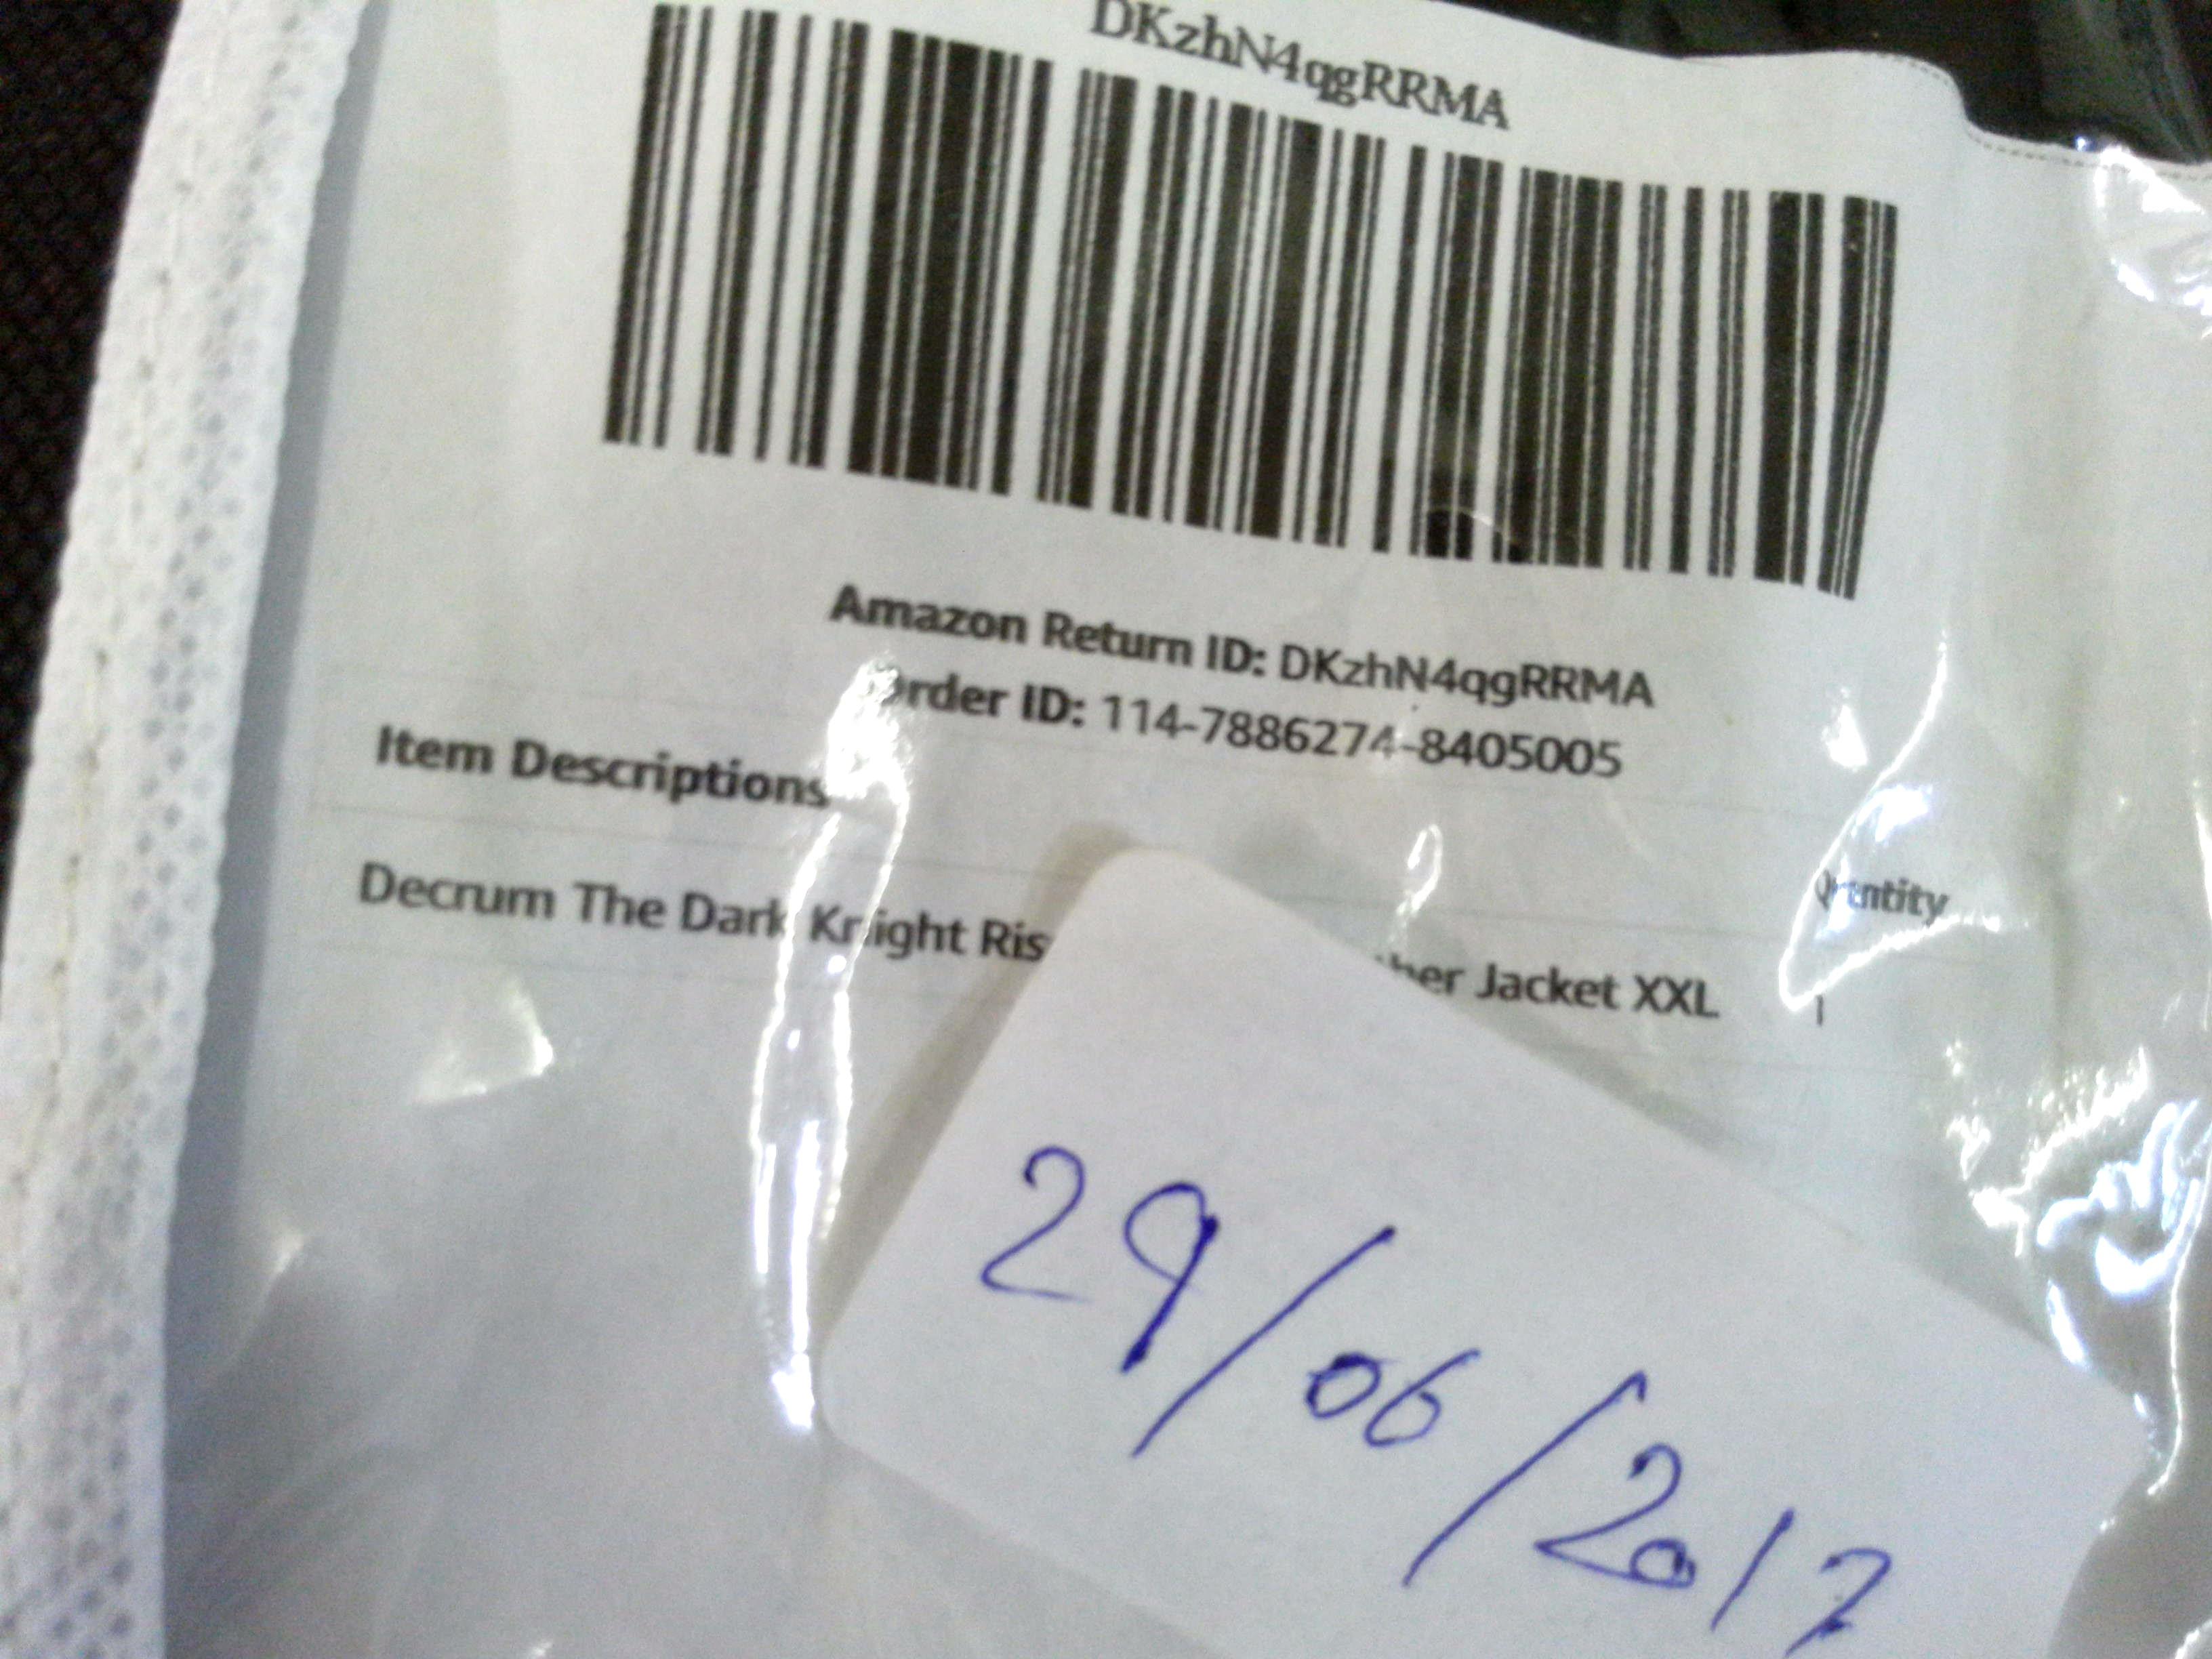 DKzhN4qgRRMA
Amazon Return ID: DKzhN4qgRRMA
Order ID: 114-7886274-8405005
Item Descriptions Quantity
Decrum The Dark Knight Ris Jacket XXL 1
29/06/2017